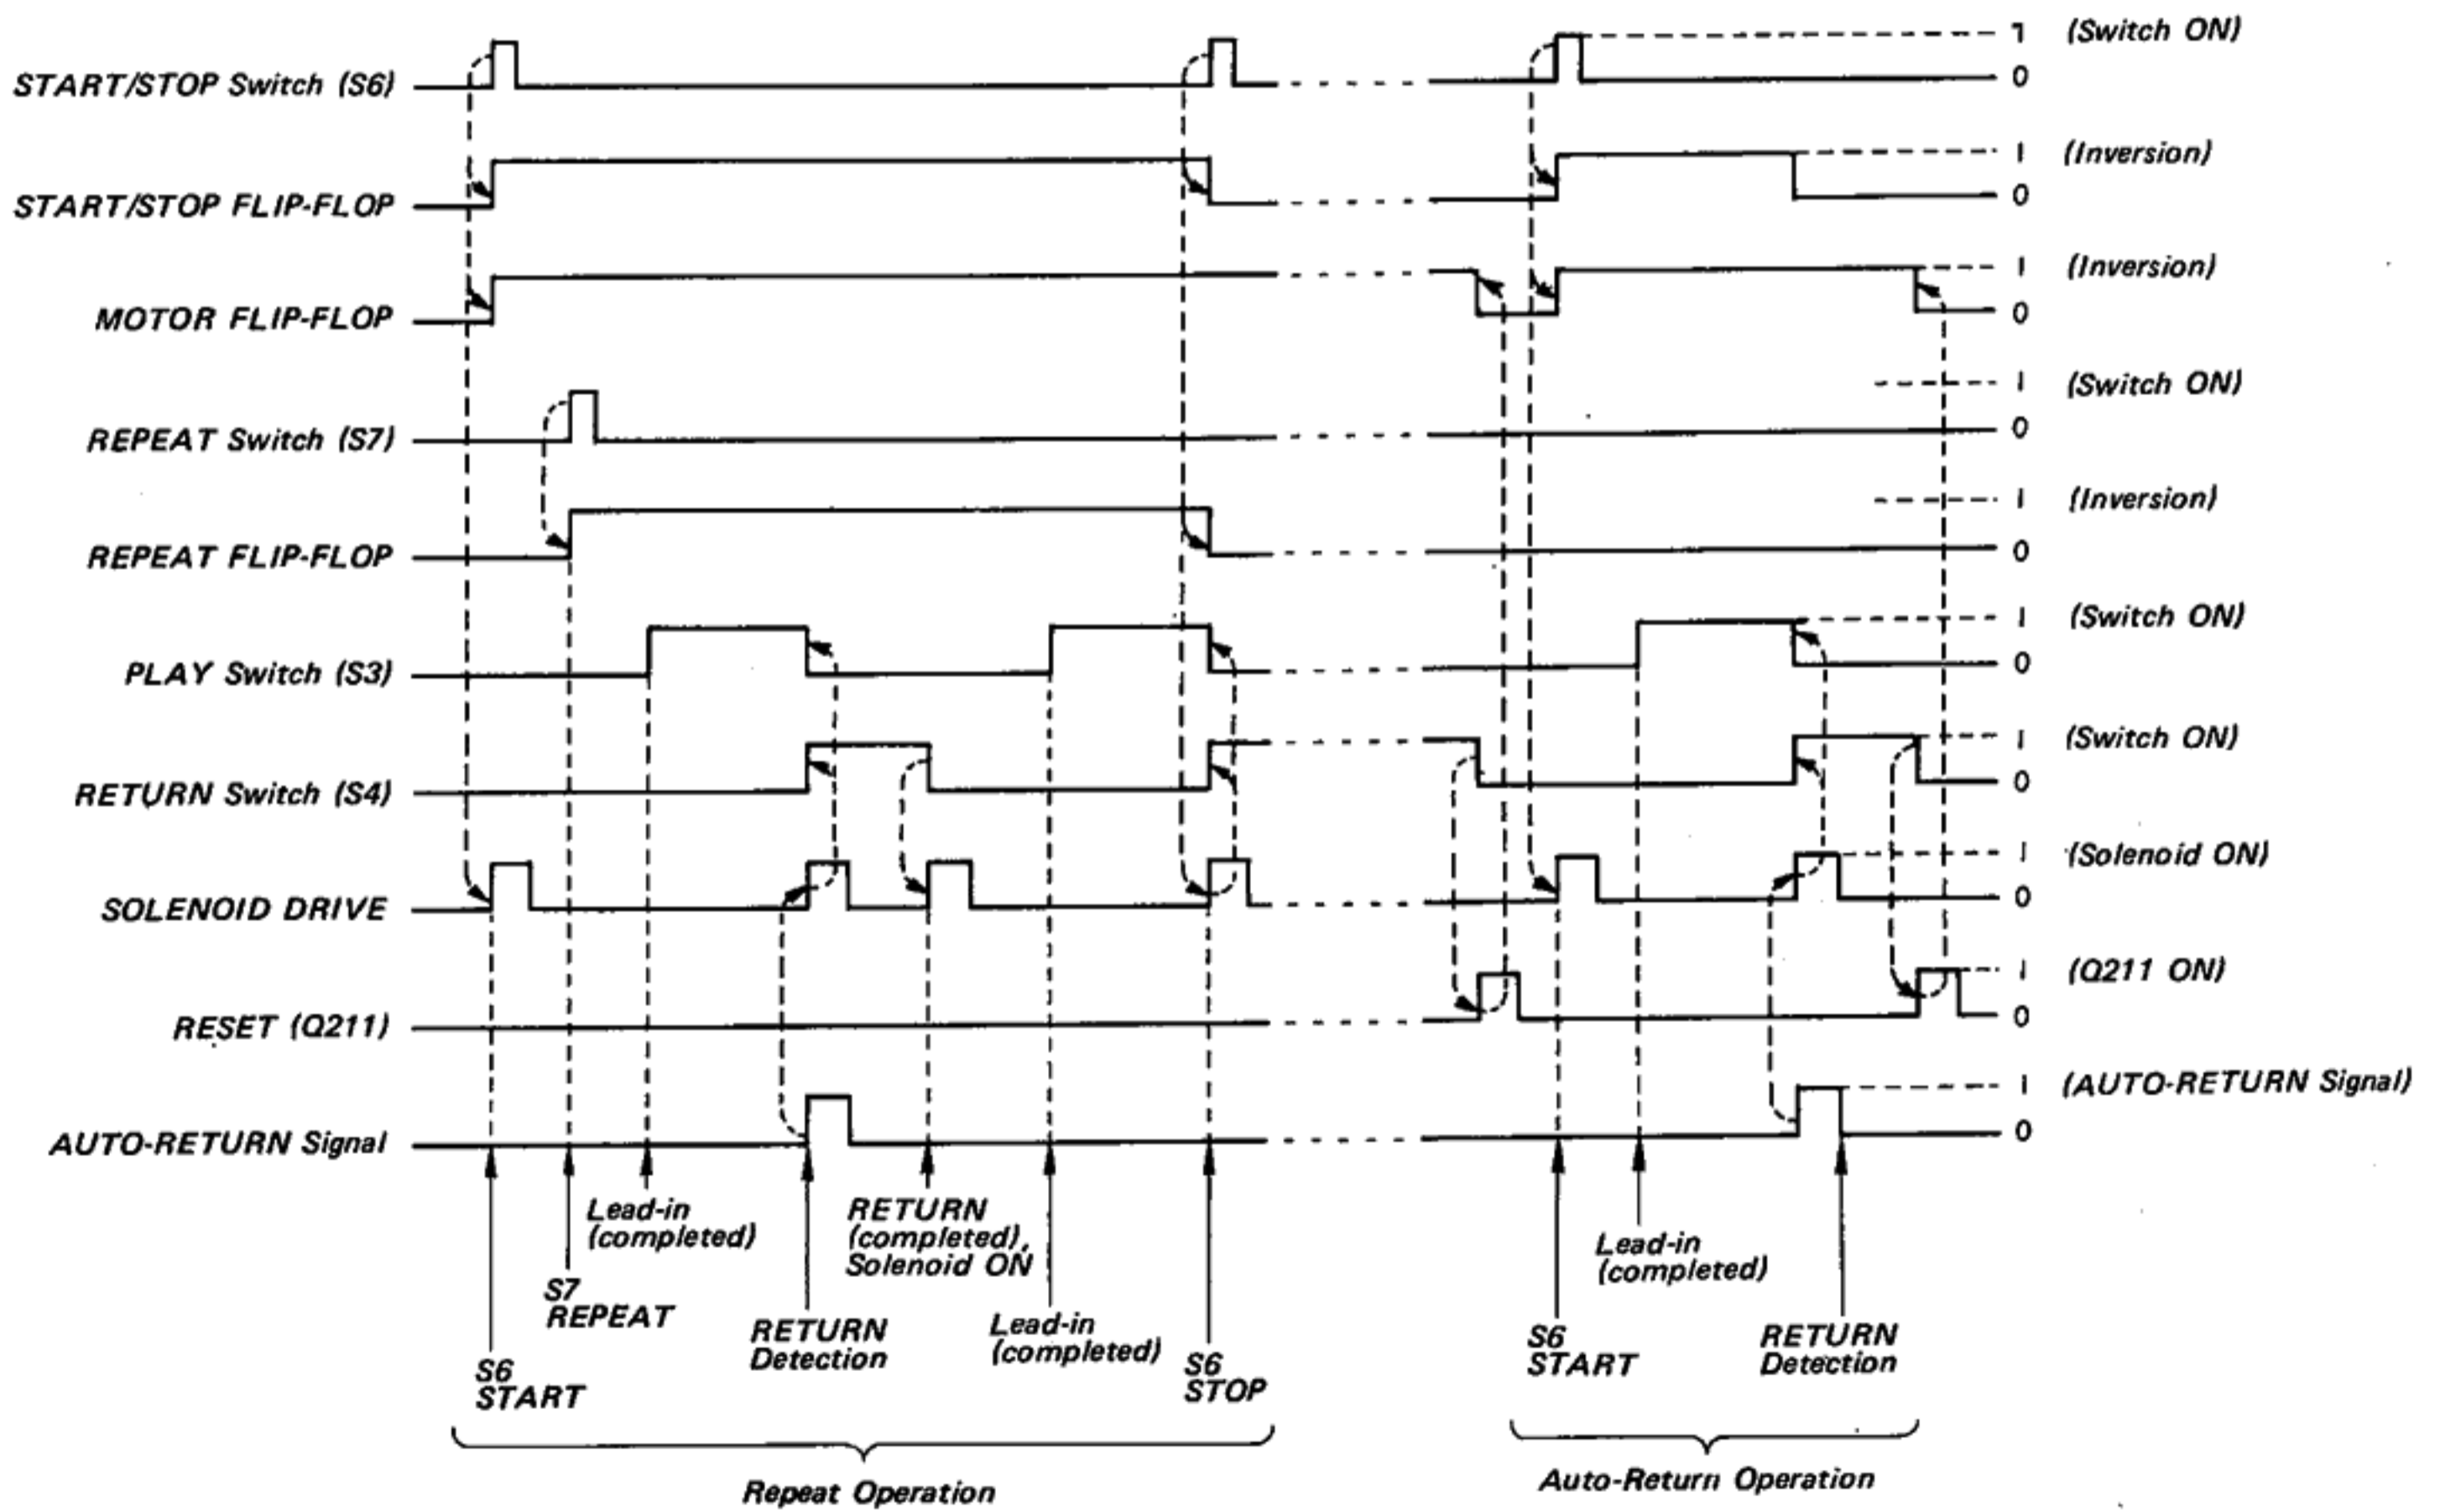 START/STOP Switch (S6)
1 (Switch ON)
0
START/STOP FLIP-FLOP
1 (Inversion)
0
MOTOR FLIP-FLOP
1 (Inversion)
0
REPEAT Switch (S7)
1 (Switch ON)
0
REPEAT FLIP-FLOP
1 (Inversion)
0
PLAY Switch (S3)
1 (Switch ON)
0
RETURN Switch (S4)
1 (Switch ON)
0
SOLENOID DRIVE
1 (Solenoid ON)
0
RESET (Q211)
1 (Q211 ON)
0
AUTO-RETURN Signal
1 (AUTO-RETURN Signal)
0
S6
START
S7
REPEAT
Lead-in
(completed)
RETURN
Detection
RETURN
(completed),
Solenoid ON
Lead-in
(completed)
S6
STOP
S6
START
Lead-in
(completed)
RETURN
Detection
Repeat Operation
Auto-Return Operation